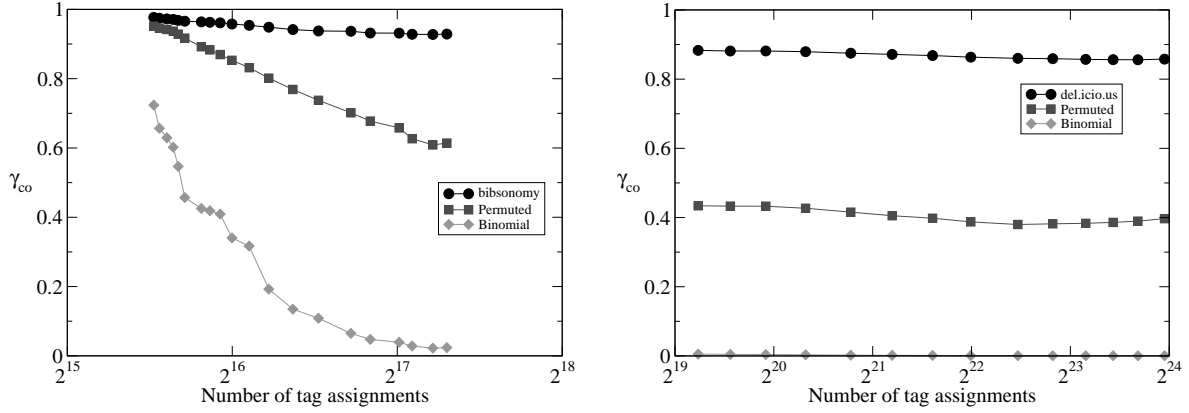 1
0.8
0.6
γco
0.4
0.2
0
2^15
2^16
2^17
2^18
Number of tag assignments
bibsonomy
Permuted
Binomial
1
0.8
0.6
γco
0.4
0.2
0
2^19
2^20
2^21
2^22
2^23
2^24
Number of tag assignments
del.icio.us
Permuted
Binomial